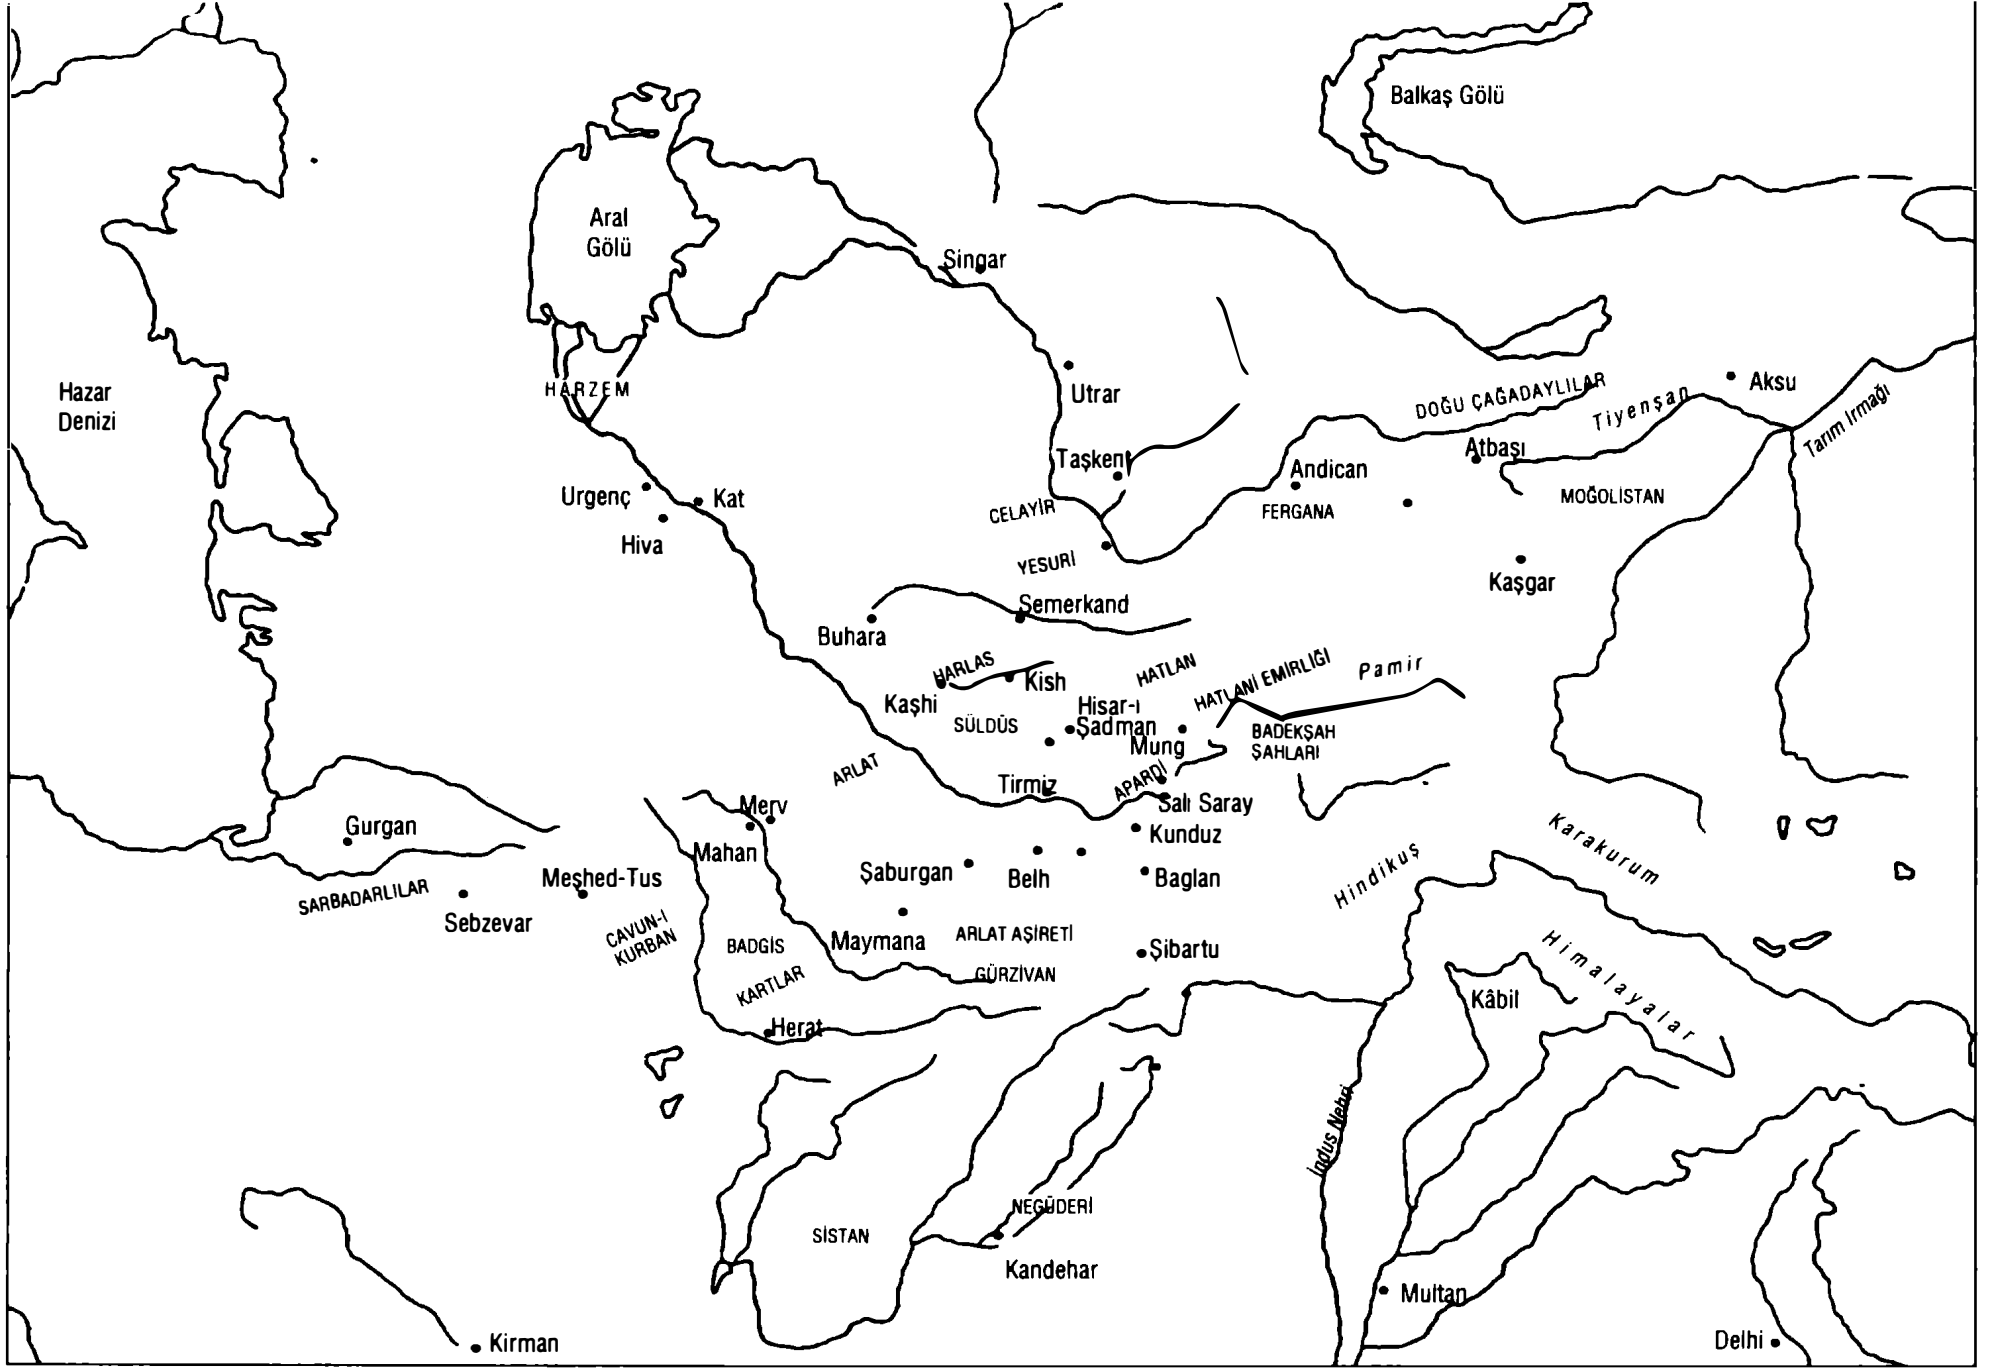 Balkaş Gölü
Aral
Gölü
Singar
Hazar
Denizi
HARZEM
Utrar
DOĞU ÇAĞADAYLILAR
Tiyenşan
Aksu
Tarım Irmağı
Taşkent
Andican
Atbaşı
Urgenç
Kat
CELAYİR
FERGANA
MOĞOLİSTAN
Hiva
YESURİ
Kaşgar
Semerkand
Buhara
HARLAS
Kish
HATLAN
HATLANİ EMİRLİĞİ
Pamir
Kaşhi
SÜLDÜS
Hisar-ı
Şadman
Mung
BADEKŞAH
ŞAHLARI
ARLAT
Tirmiz
APARDİ
Salı Saray
Merv
Gurgan
Mahan
Kunduz
Karakurum
Şaburgan
Belh
Baglan
Hindikuş
SARBADARLILAR
Meşhed-Tus
Sebzevar
CAVUN-I
KURBAN
BADGİS
Maymana
ARLAT AŞİRETİ
Şibartu
Himalayalar
KARTLAR
GÜRZİVAN
Kâbil
Herat
İndus Nehri
NEGÜDERİ
SİSTAN
Kandehar
Multan
Kirman
Delhi